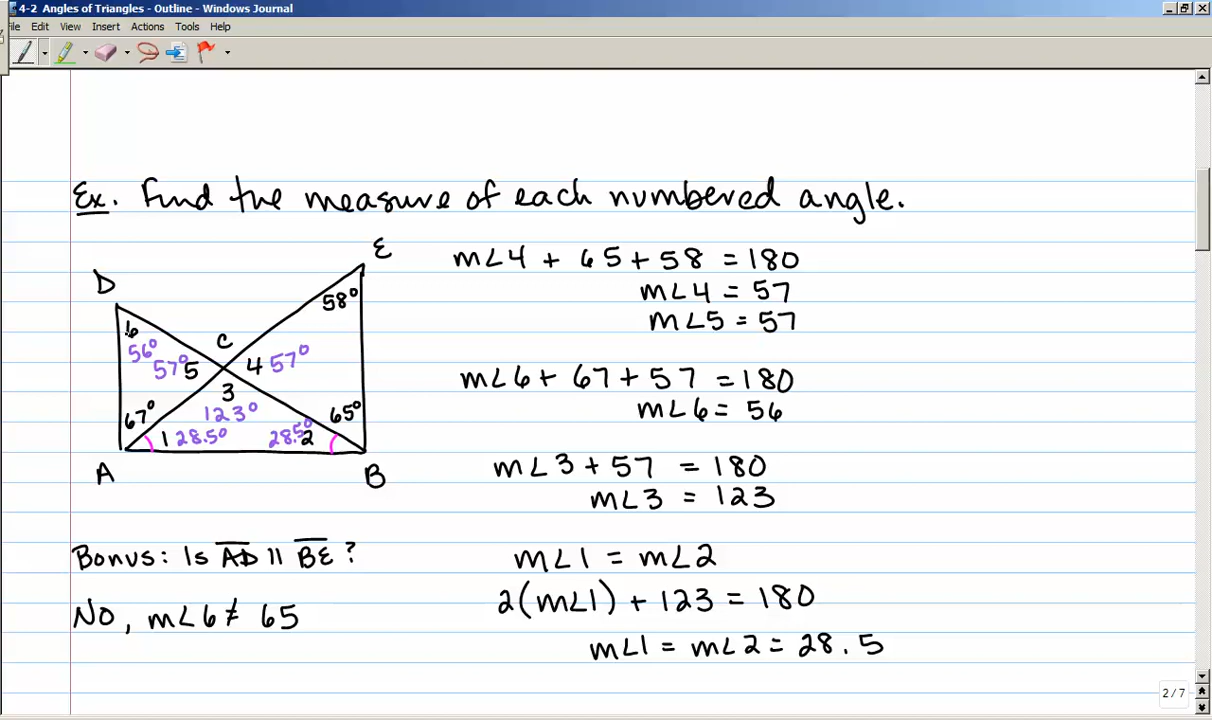 4-2 Angles of Triangles - Outline - Windows Journal
File Edit View Insert Actions Tools Help
Ex. Find the measure of each numbered angle.
E
D
58°
6
56°
C
57° 5
4 57°
3
67°
123°
65°
1 28.5°
28.5° 2
A
B
m∠4 + 65 + 58 = 180
m∠4 = 57
m∠5 = 57
m∠6 + 67 + 57 = 180
m∠6 = 56
m∠3 + 57 = 180
m∠3 = 123
m∠1 = m∠2
2(m∠1) + 123 = 180
m∠1 = m∠2 = 28.5
Bonus: Is A̅D̅ || B̅E̅ ?
No, m∠6 ≠ 65
2 / 7